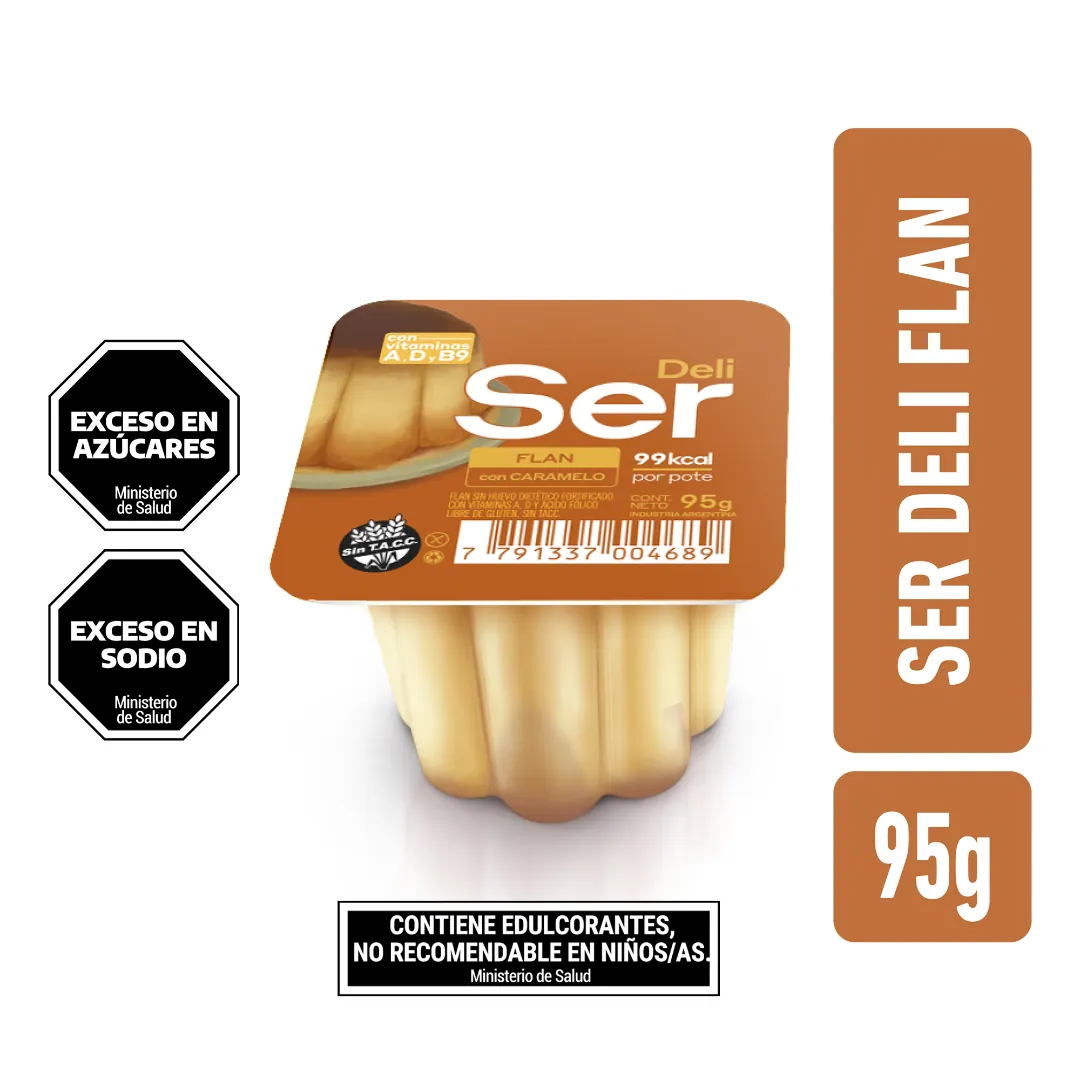 EXCESO EN
AZÚCARES
Ministerio
de Salud
EXCESO EN
SODIO
Ministerio
de Salud
con
vitaminas
A, D y B9
Deli
Ser
FLAN
con CARAMELO
99kcal
por pote
FLAN SIN HUEVO DIETÉTICO FORTIFICADO
CON VITAMINAS A, D Y ACIDO FÓLICO
LIBRE DE GLUTEN, SIN TACC.
CONT.
NETO 95g
INDUSTRIA ARGENTINA
Sin T.A.C.C.
7 791337 004689
CONTIENE EDULCORANTES,
NO RECOMENDABLE EN NIÑOS/AS.
Ministerio de Salud
SER DELI FLAN
95g